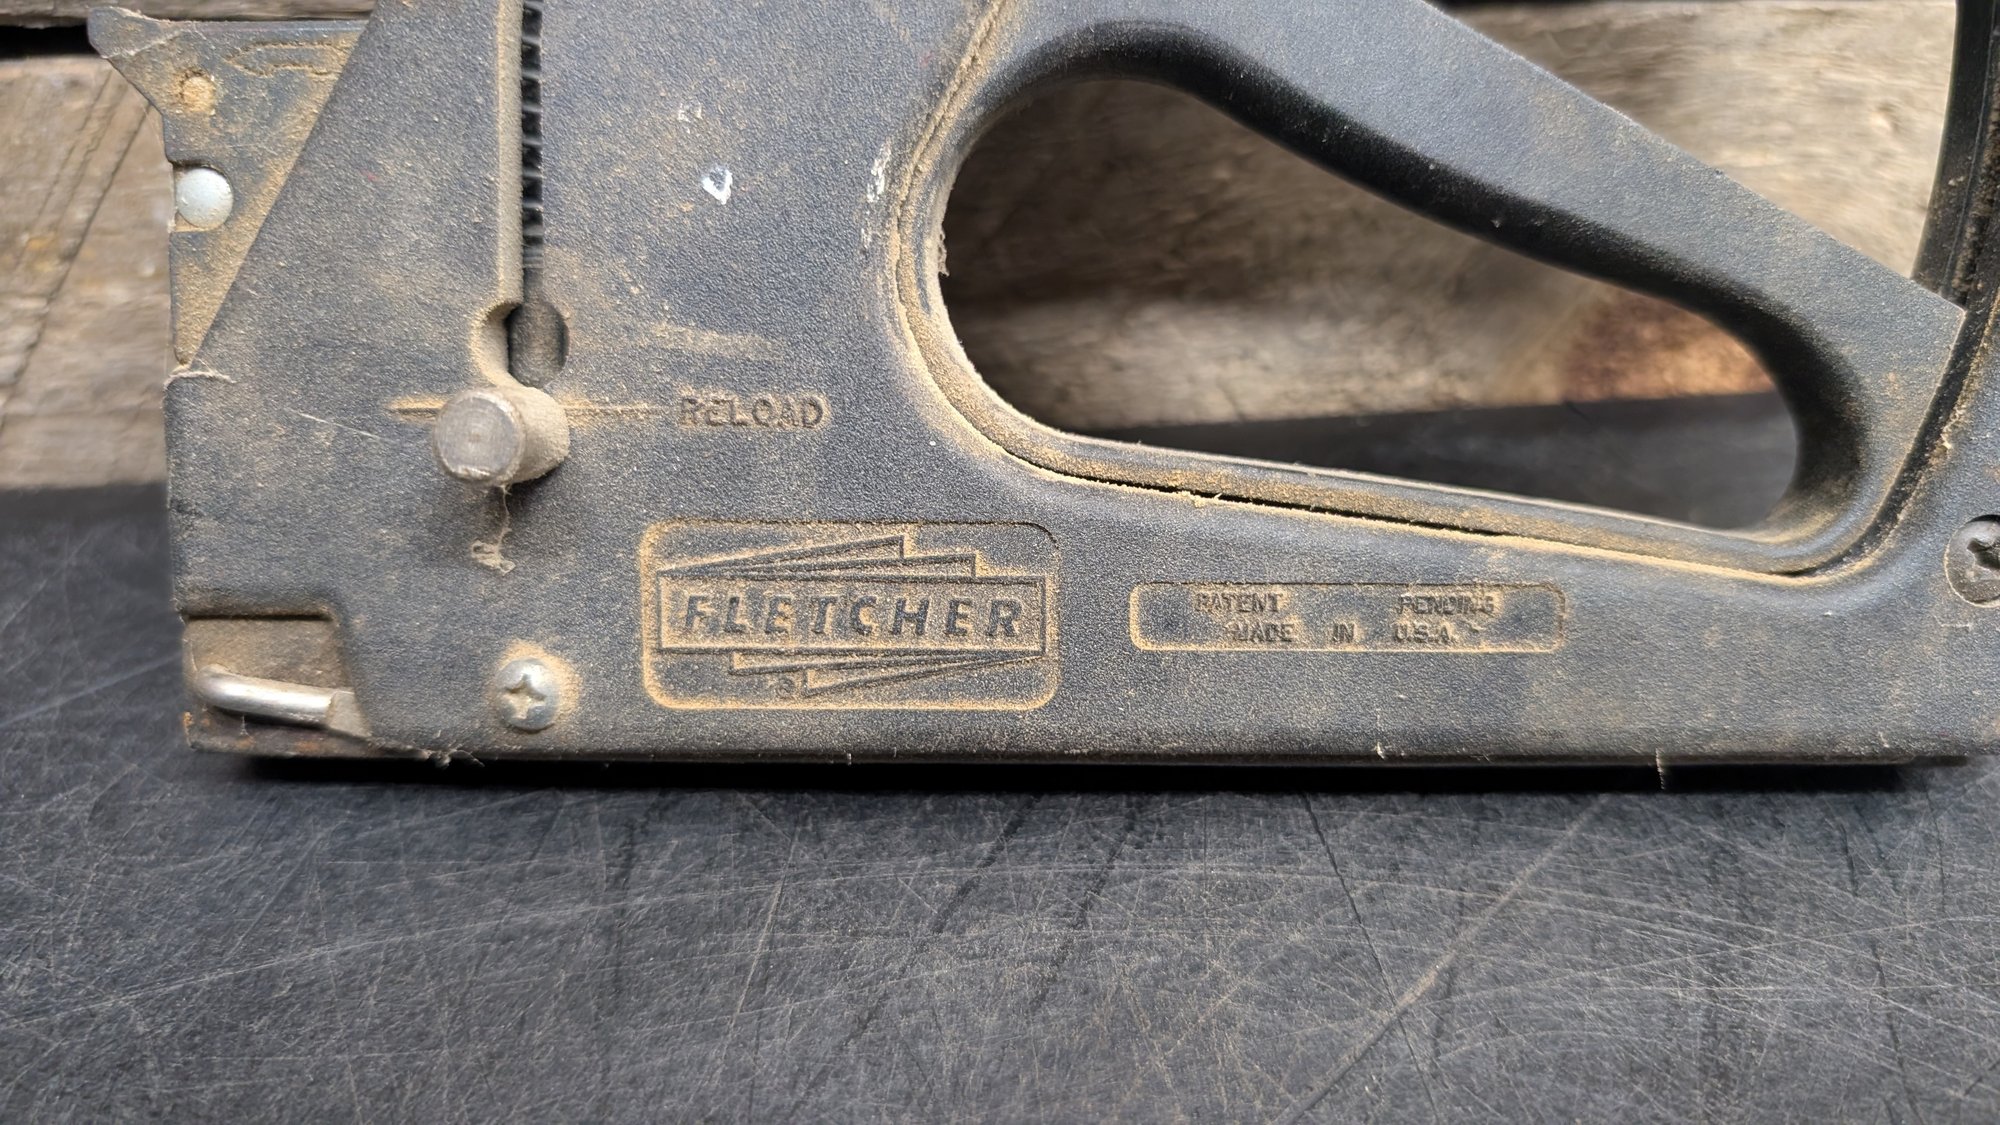 RELOAD
FLETCHER
PATENT PENDING
MADE IN U.S.A.